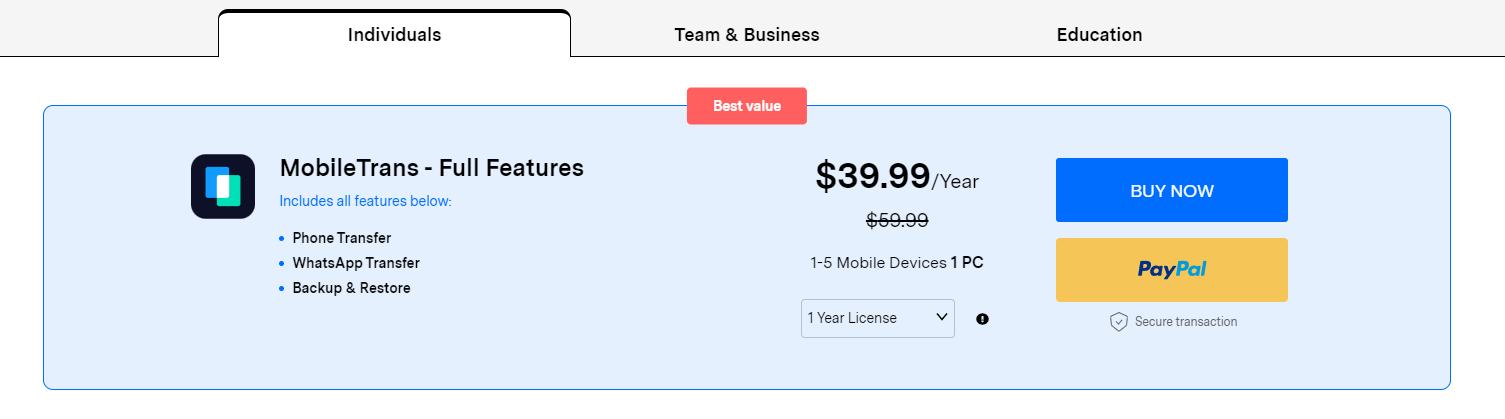 Individuals
Team & Business
Education
Best value
MobileTrans - Full Features
Includes all features below:
Phone Transfer
WhatsApp Transfer
Backup & Restore
$39.99/Year
$59.99
1-5 Mobile Devices 1 PC
1 Year License
BUY NOW
PayPal
Secure transaction